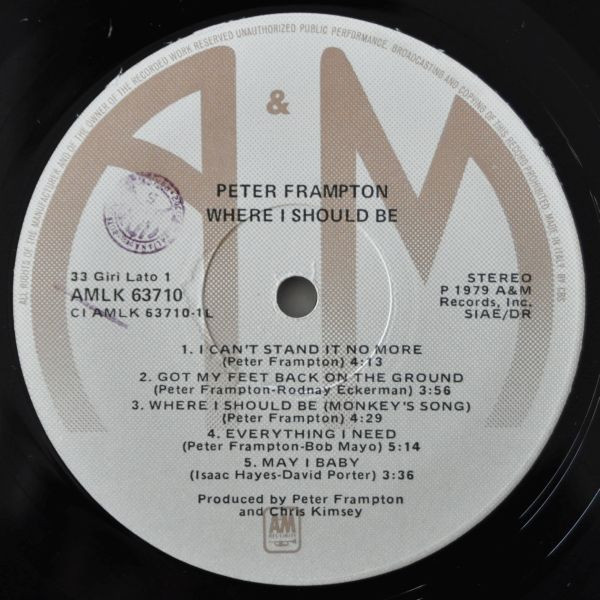 ALL RIGHTS OF THE MANUFACTURER AND OF THE OWNER OF THE RECORDED WORK RESERVED UNAUTHORIZED PUBLIC PERFORMANCE, BROADCASTING AND COPYING OF THIS RECORD PROHIBITED. MADE IN ITALY BY CBS
A & M
PETER FRAMPTON
WHERE I SHOULD BE
33 Giri Lato 1
AMLK 63710
CI AMLK 63710-1L
STEREO
P 1979 A&M
Records, Inc.
SIAE/DR
1. I CAN'T STAND IT NO MORE
(Peter Frampton) 4:13
2. GOT MY FEET BACK ON THE GROUND
(Peter Frampton-Rodnay Eckerman) 3:56
3. WHERE I SHOULD BE (MONKEY'S SONG)
(Peter Frampton) 4:29
4. EVERYTHING I NEED
(Peter Frampton-Bob Mayo) 5:14
5. MAY I BABY
(Isaac Hayes-David Porter) 3:36
Produced by Peter Frampton
and Chris Kimsey
AM
RECORDS